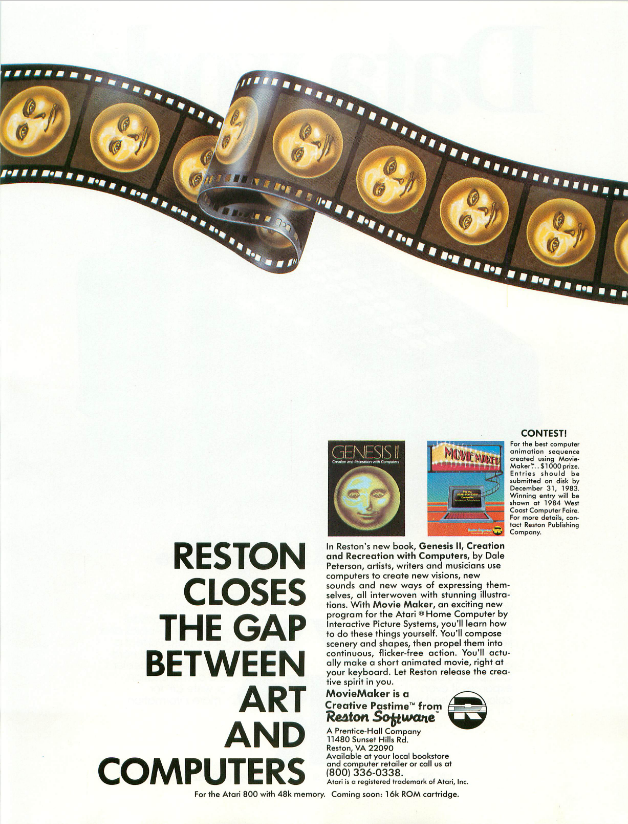 CONTEST!
For the best computer
animation sequence
created using Movie-
Maker™...$1000 prize.
Entries should be
submitted on disk by
December 31, 1983.
Winning entry will be
shown at 1984 West
Coast Computer Faire.
For more details, con-
tact Reston Publishing
Company.
GENESIS II
Creation and Recreation with Computers
MOVIE MAKER
RESTON
CLOSES
THE GAP
BETWEEN
ART
AND
COMPUTERS
In Reston's new book, Genesis II, Creation
and Recreation with Computers, by Dale
Peterson, artists, writers and musicians use
computers to create new visions, new
sounds and new ways of expressing them-
selves, all interwoven with stunning illustra-
tions. With Movie Maker, an exciting new
program for the Atari ® Home Computer by
Interactive Picture Systems, you'll learn how
to do these things yourself. You'll compose
scenery and shapes, then propel them into
continuous, flicker-free action. You'll actu-
ally make a short animated movie, right at
your keyboard. Let Reston release the crea-
tive spirit in you.
MovieMaker is a
Creative Pastime™ from
Reston Software™
R
A Prentice-Hall Company
11480 Sunset Hills Rd.
Reston, VA 22090
Available at your local bookstore
and computer retailer or call us at
(800) 336-0338.
Atari is a registered trademark of Atari, Inc.
For the Atari 800 with 48k memory. Coming soon: 16k ROM cartridge.